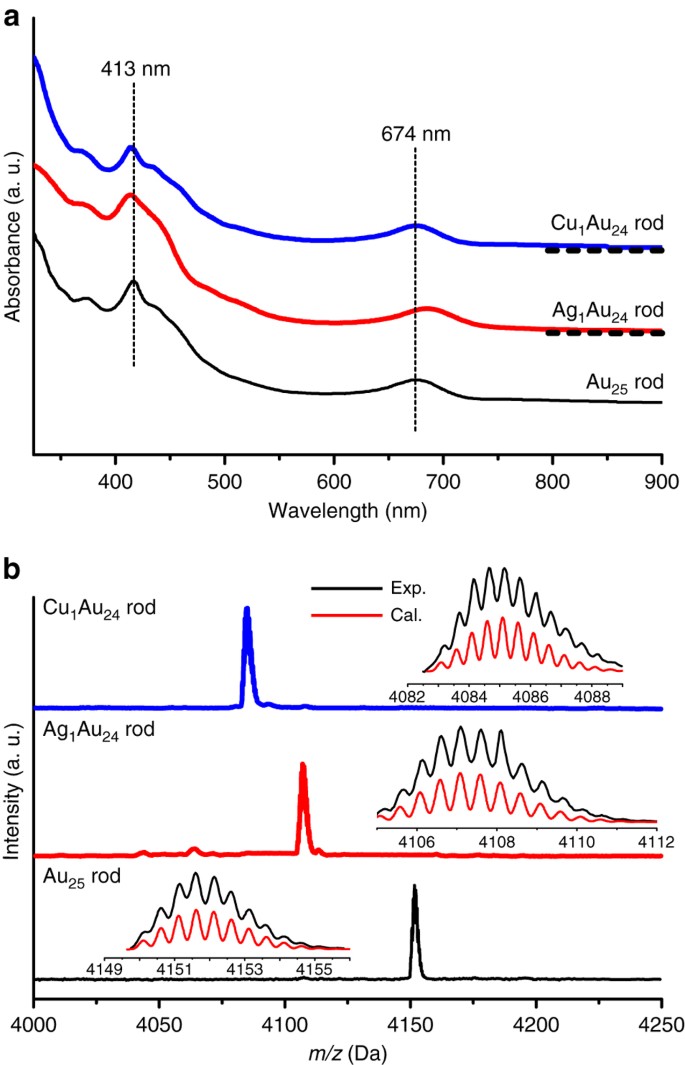 a
413 nm
674 nm
Absorbance (a. u.)
Cu₁Au₂₄ rod
Ag₁Au₂₄ rod
Au₂₅ rod
400 500 600 700 800 900
Wavelength (nm)
b
Cu₁Au₂₄ rod
Exp.
Cal.
4082 4084 4086 4088
Ag₁Au₂₄ rod
4106 4108 4110 4112
Intensity (a. u.)
Au₂₅ rod
4149 4151 4153 4155
4000 4050 4100 4150 4200 4250
m/z (Da)